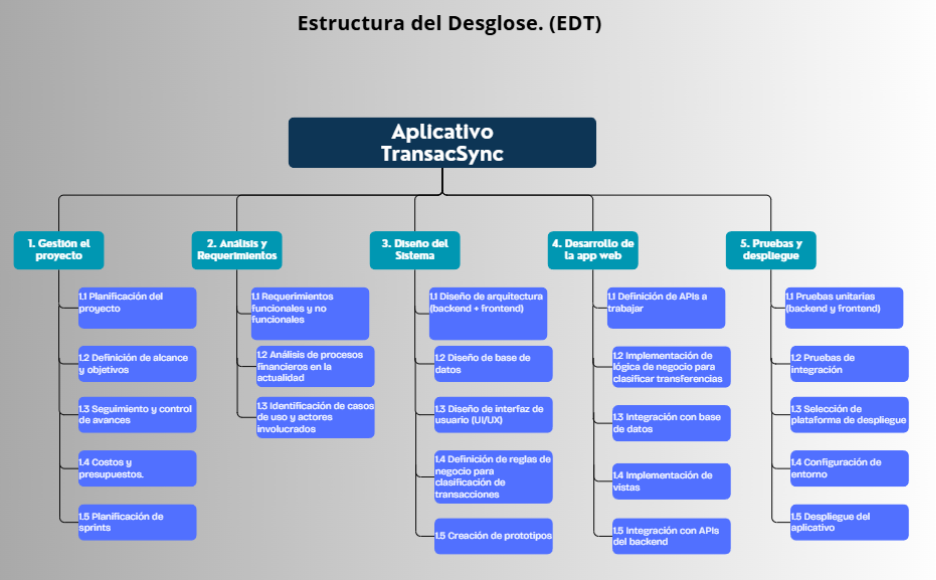 Estructura del Desglose. (EDT)
Aplicativo
TransacSync
1. Gestión el
proyecto
1.1 Planificación del
proyecto
1.2 Definición de alcance
y objetivos
1.3 Seguimiento y control
de avances
1.4 Costos y
presupuestos.
1.5 Planificación de
sprints
2. Análisis y
Requerimientos
1.1 Requerimientos
funcionales y no
funcionales
1.2 Análisis de procesos
financieros en la
actualidad
1.3 Identificación de casos
de uso y actores
involucrados
3. Diseño del
Sistema
1.1 Diseño de arquitectura
(backend + frontend)
1.2 Diseño de base de
datos
1.3 Diseño de interfaz de
usuario (UI/UX)
1.4 Definición de reglas de
negocio para
clasificación de
transacciones
1.5 Creación de prototipos
4. Desarrollo de
la app web
1.1 Definición de APIs a
trabajar
1.2 Implementación de
lógica de negocio para
clasificar transferencias
1.3 Integración con base
de datos
1.4 Implementación de
vistas
1.5 Integración con APIs
del backend
5. Pruebas y
despliegue
1.1 Pruebas unitarias
(backend y frontend)
1.2 Pruebas de
integración
1.3 Selección de
plataforma de despliegue
1.4 Configuración de
entorno
1.5 Despliegue del
aplicativo